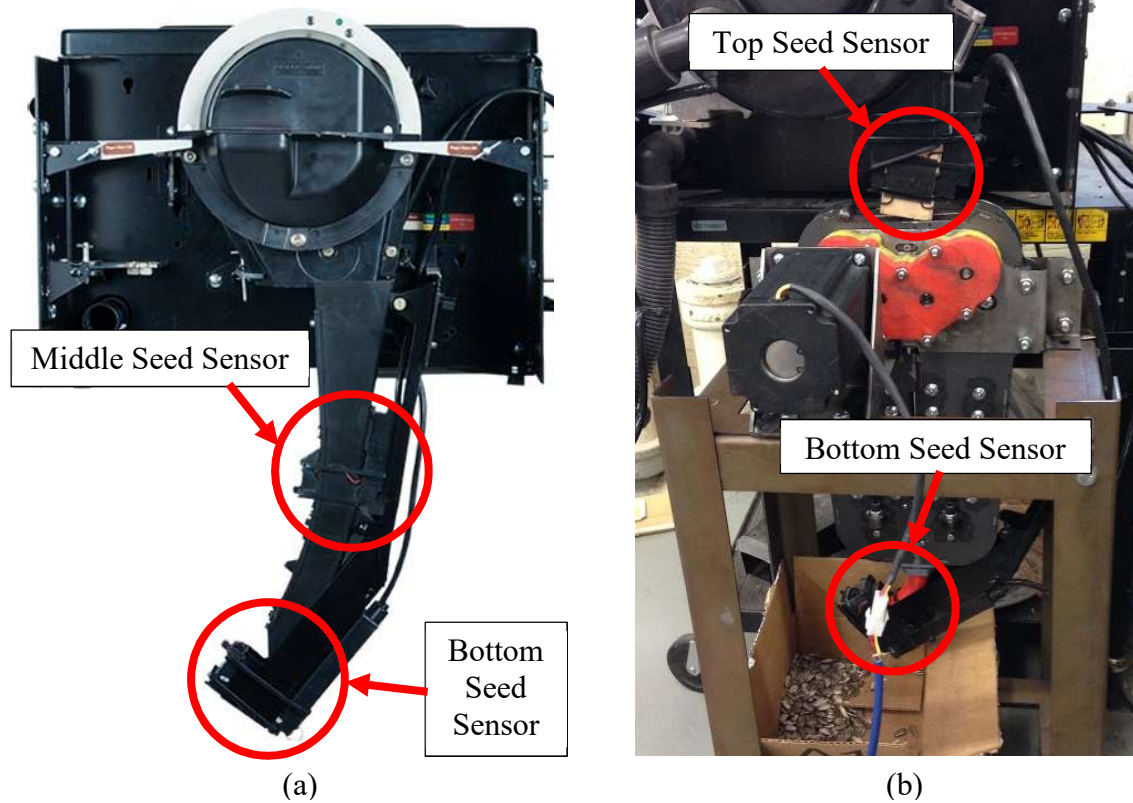 Middle Seed Sensor
Bottom
Seed
Sensor
(a)
Top Seed Sensor
Bottom Seed Sensor
(b)